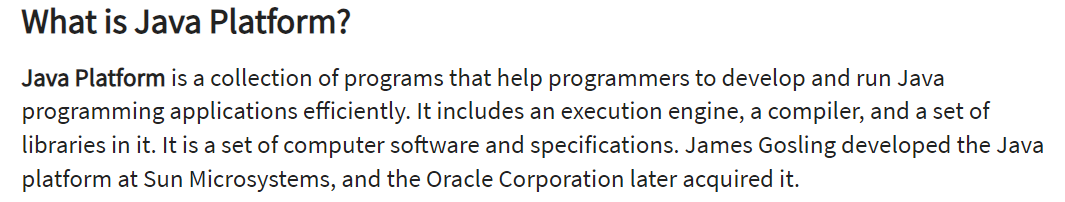 What is Java Platform?
Java Platform is a collection of programs that help programmers to develop and run Java
programming applications efficiently. It includes an execution engine, a compiler, and a set of
libraries in it. It is a set of computer software and specifications. James Gosling developed the Java
platform at Sun Microsystems, and the Oracle Corporation later acquired it.